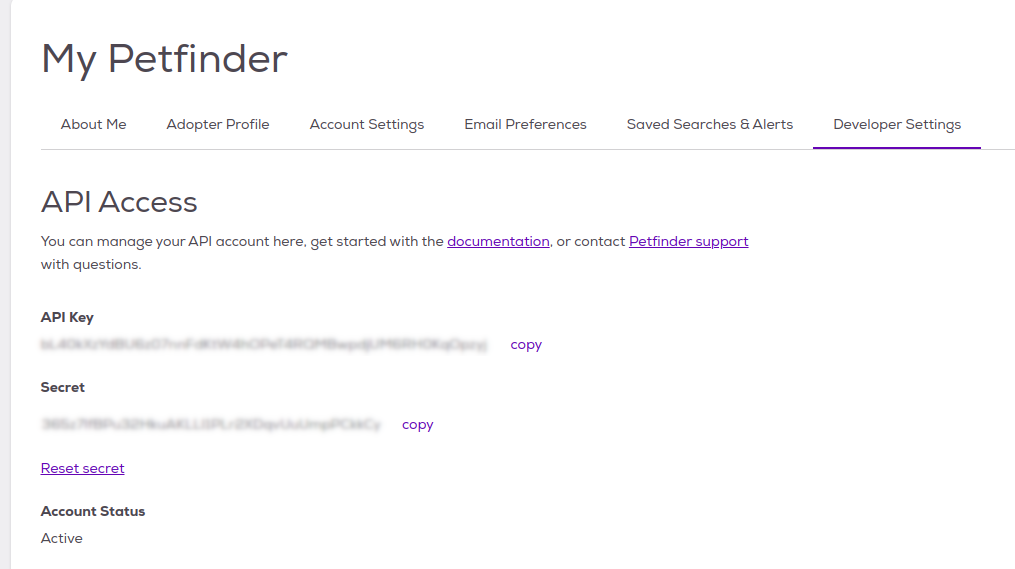 My Petfinder
About Me Adopter Profile Account Settings Email Preferences Saved Searches & Alerts Developer Settings
API Access
You can manage your API account here, get started with the documentation, or contact Petfinder support
with questions.
API Key
copy
Secret
copy
Reset secret
Account Status
Active